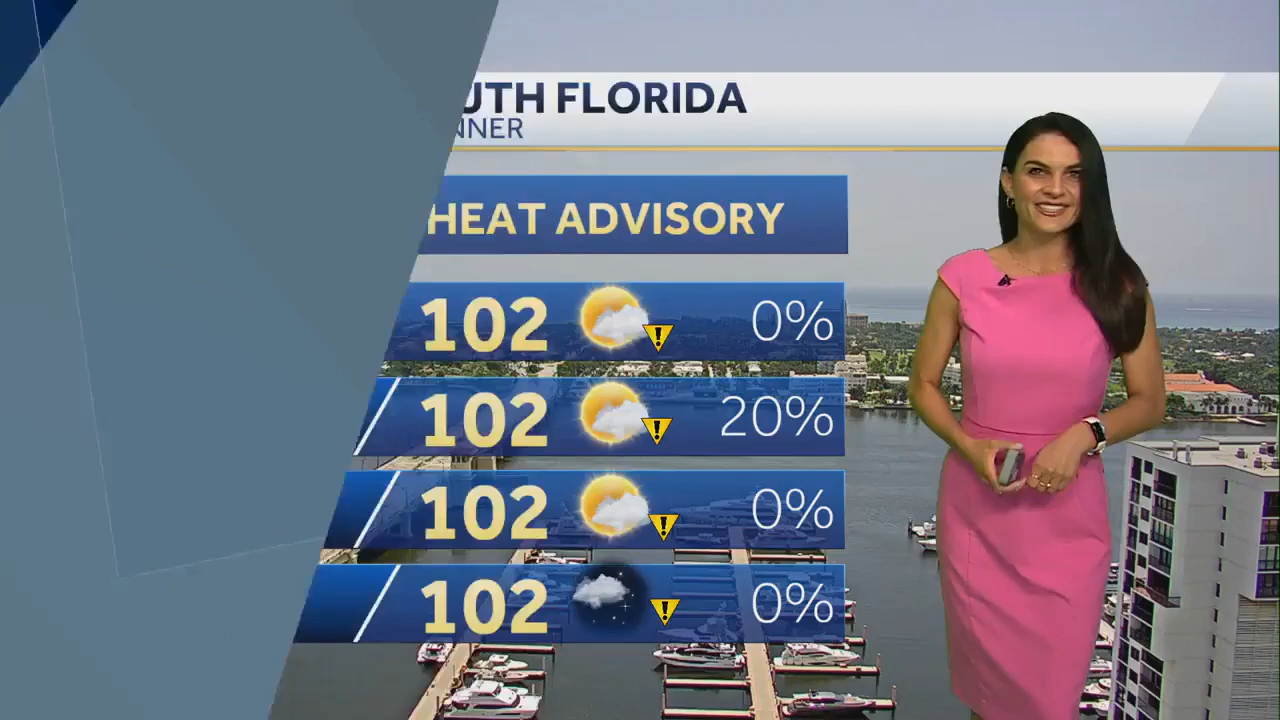 UTH FLORIDA
NNER
HEAT ADVISORY
102 0%
102 20%
102 0%
102 0%